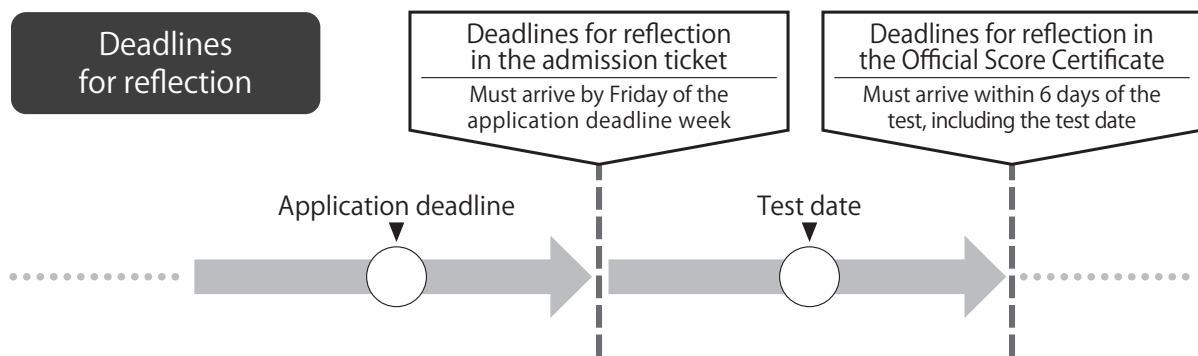 Deadlines
for reflection
Deadlines for reflection
in the admission ticket
Must arrive by Friday of the
application deadline week
Deadlines for reflection in
the Official Score Certificate
Must arrive within 6 days of the
test, including the test date
Application deadline
Test date